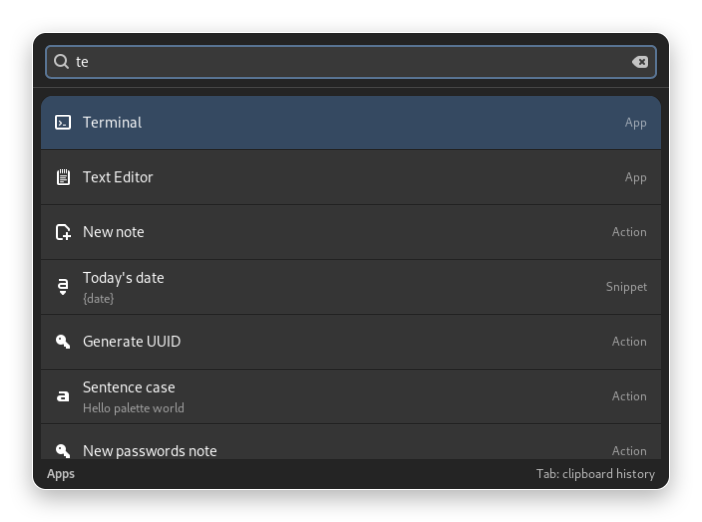 te
Terminal App
Text Editor App
New note Action
Today's date
{date} Snippet
Generate UUID Action
Sentence case
Hello palette world Action
New passwords note Action
Apps Tab: clipboard history